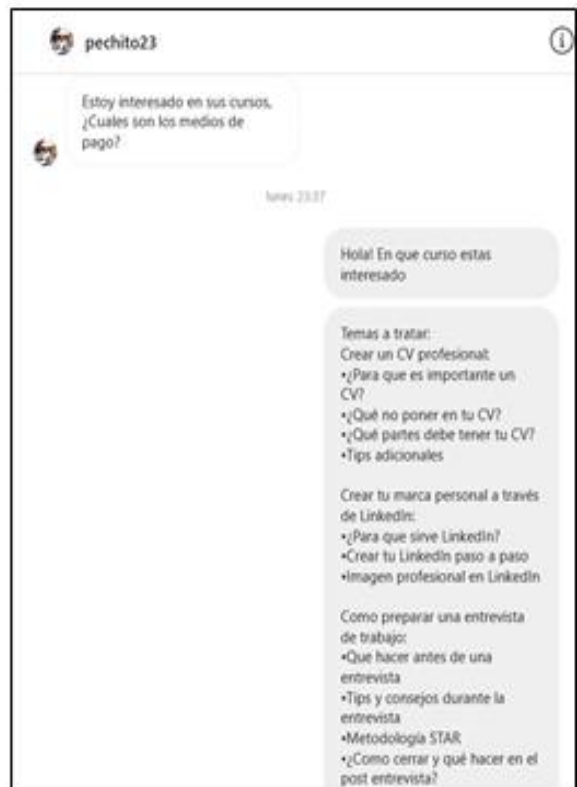 pechito23
Estoy interesado en sus cursos,
¿Cuales son los medios de
pago?
lunes 23:37
Hola! En que curso estas
interesado
Temas a tratar:
Crear un CV profesional:
•¿Para que es importante un
CV?
•¿Qué no poner en tu CV?
•¿Qué partes debe tener tu CV?
•Tips adicionales
Crear tu marca personal a través
de LinkedIn:
•¿Para que sirve LinkedIn?
•Crear tu LinkedIn paso a paso
•Imagen profesional en LinkedIn
Como preparar una entrevista
de trabajo:
•Que hacer antes de una
entrevista
•Tips y consejos durante la
entrevista
•Metodología STAR
•¿Como cerrar y qué hacer en el
post entrevista?